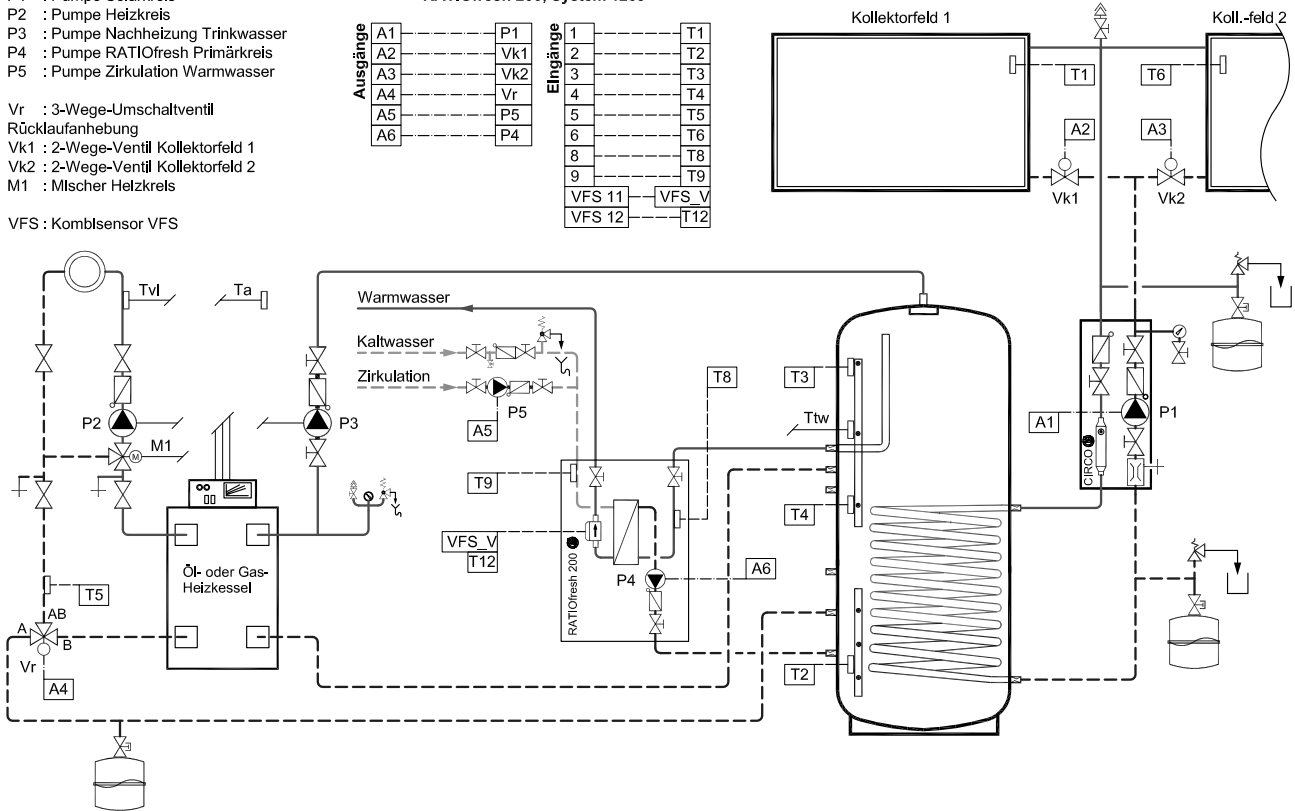 P2 : Pumpe Heizkreis
P3 : Pumpe Nachheizung Trinkwasser
P4 : Pumpe RATIOfresh Primärkreis
P5 : Pumpe Zirkulation Warmwasser
Vr : 3-Wege-Umschaltventil
Rücklaufanhebung
Vk1 : 2-Wege-Ventil Kollektorfeld 1
Vk2 : 2-Wege-Ventil Kollektorfeld 2
M1 : Mischer Heizkreis
VFS : Kombisensor VFS
Ausgänge
A1 P1
A2 Vk1
A3 Vk2
A4 Vr
A5 P5
A6 P4
Eingänge
1 T1
2 T2
3 T3
4 T4
5 T5
6 T6
8 T8
9 T9
VFS 11 VFS_V
VFS 12 T12
Kollektorfeld 1
Koll.-feld 2
T1
T6
A2
A3
Vk1
Vk2
Tvl
Ta
Warmwasser
Kaltwasser
Zirkulation
P5
A5
T8
T3
Ttw
T4
T2
P2
M
M1
P3
T9
VFS_V
T12
RATIOfresh 200
P4
A6
A1
P1
CIRCO
Öl- oder Gas-
Heizkessel
T5
A
AB
B
Vr
A4